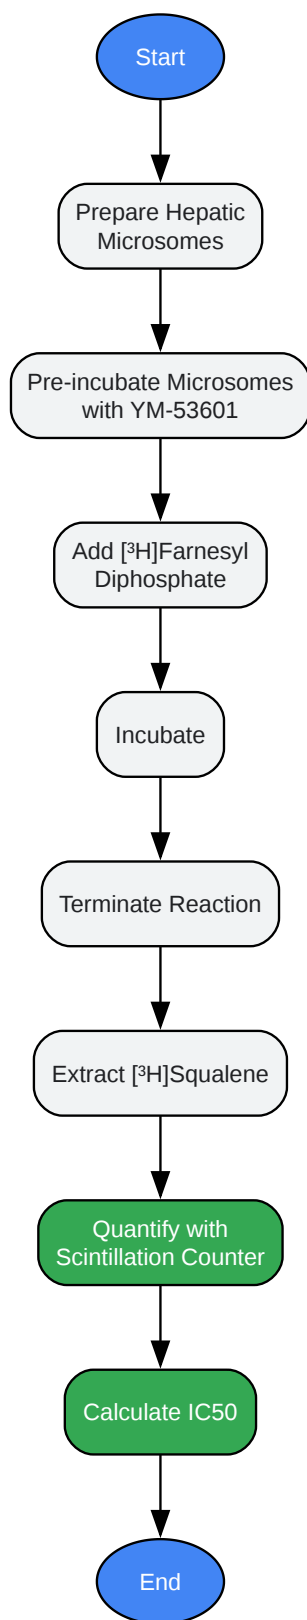 Start
Prepare Hepatic
Microsomes
Pre-incubate Microsomes
with YM-53601
Add [³H]Farnesyl
Diphosphate
Incubate
Terminate Reaction
Extract [³H]Squalene
Quantify with
Scintillation Counter
Calculate IC50
End